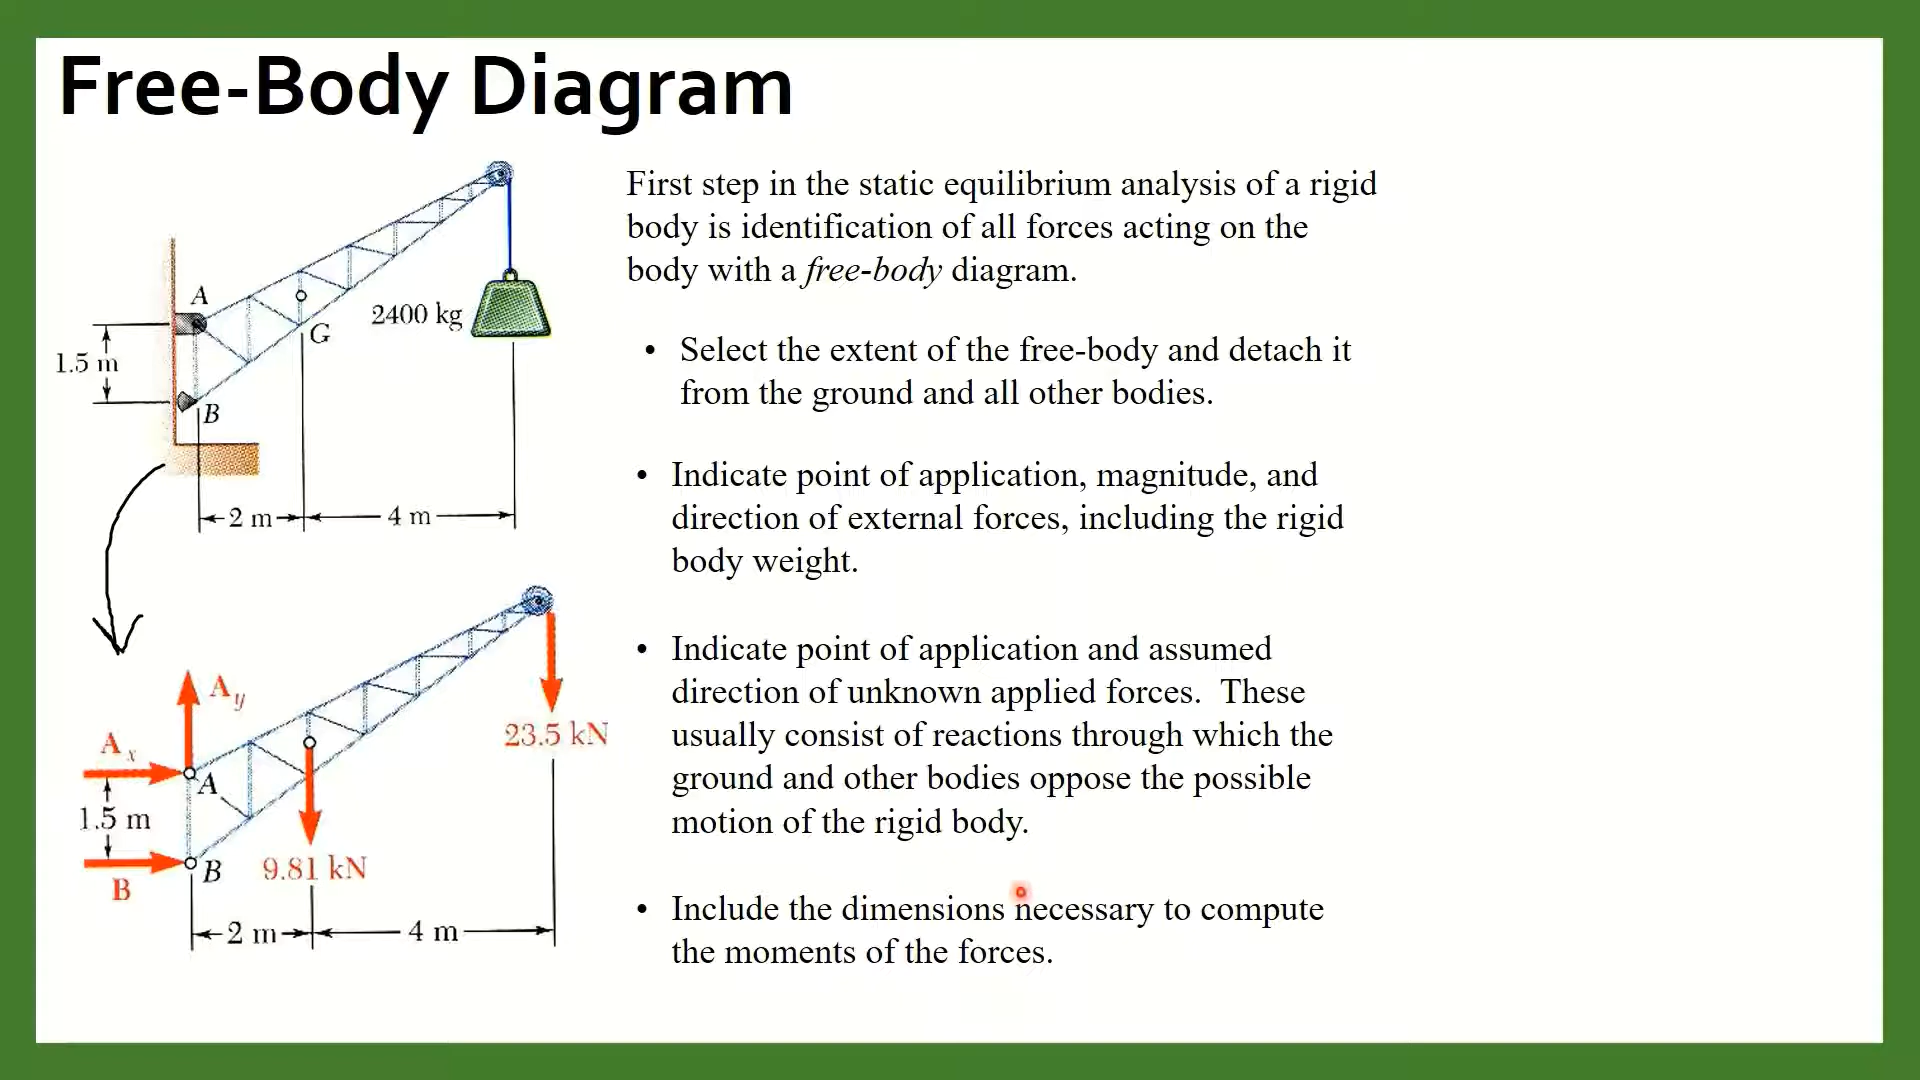 Free-Body Diagram
First step in the static equilibrium analysis of a rigid
body is identification of all forces acting on the
body with a free-body diagram.
• Select the extent of the free-body and detach it
from the ground and all other bodies.
• Indicate point of application, magnitude, and
direction of external forces, including the rigid
body weight.
• Indicate point of application and assumed
direction of unknown applied forces. These
usually consist of reactions through which the
ground and other bodies oppose the possible
motion of the rigid body.
• Include the dimensions necessary to compute
the moments of the forces.
A
2400 kg
G
1.5 m
B
2 m
4 m
Ay
Ax
23.5 kN
A
1.5 m
B
9.81 kN
B
2 m
4 m